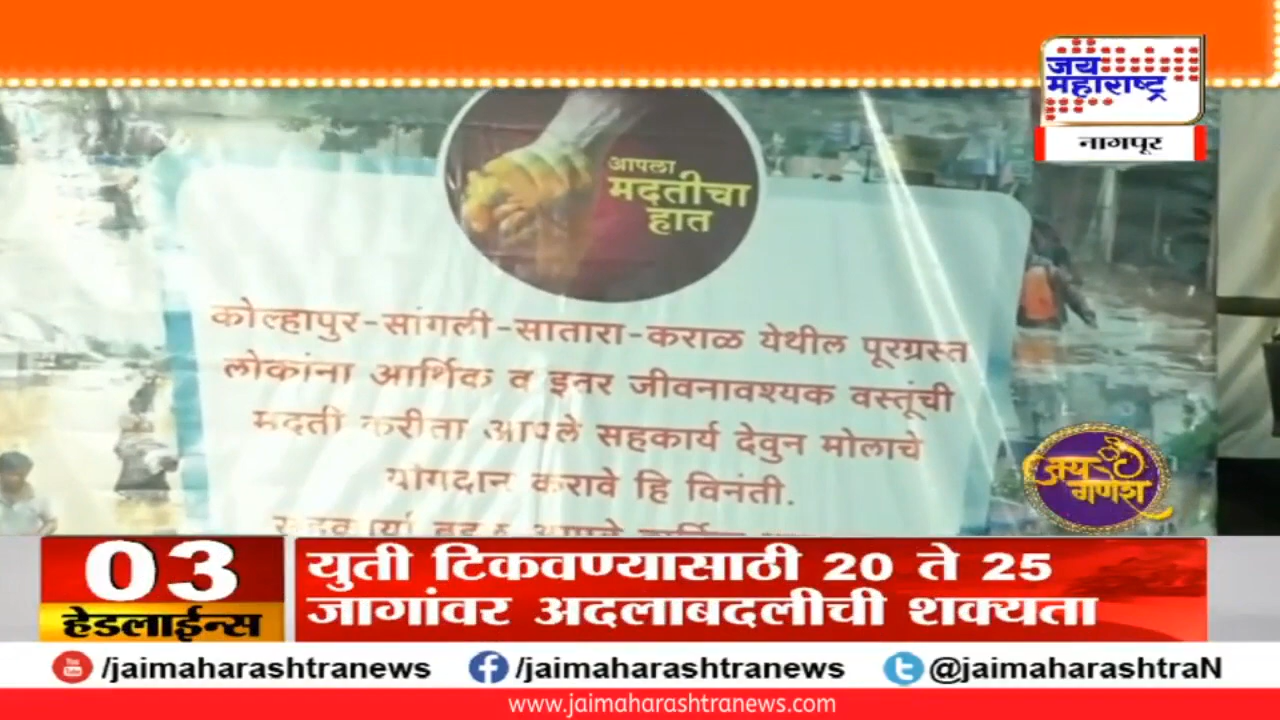 जय
महाराष्ट्र
नागपूर
आपला
मदतीचा
हात
कोल्हापुर-सांगली-सातारा-कराळ येथील पूरग्रस्त
लोकांना आर्थिक व इतर जीवनावश्यक वस्तूंची
मदती करीता आपले सहकार्य देवुन मोलाचे
योगदान करावे हि विनंती.
जय
गणेश
03
हेडलाईन्स
युती टिकवण्यासाठी 20 ते 25
जागांवर अदलाबदलीची शक्यता
You Tube /jaimaharashtranews /jaimaharashtranews @jaimaharashtraN
www.jaimaharashtranews.com